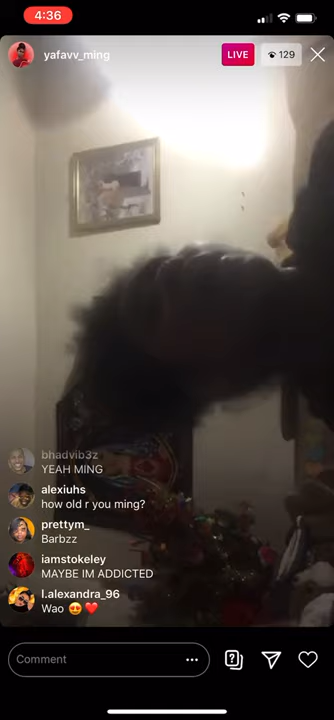 4:36
yafavv_ming
LIVE
129
bhadvib3z
YEAH MING
alexiuhs
how old r you ming?
prettym_
Barbzz
iamstokeley
MAYBE IM ADDICTED
l.alexandra_96
Wao 😍❤️
Comment